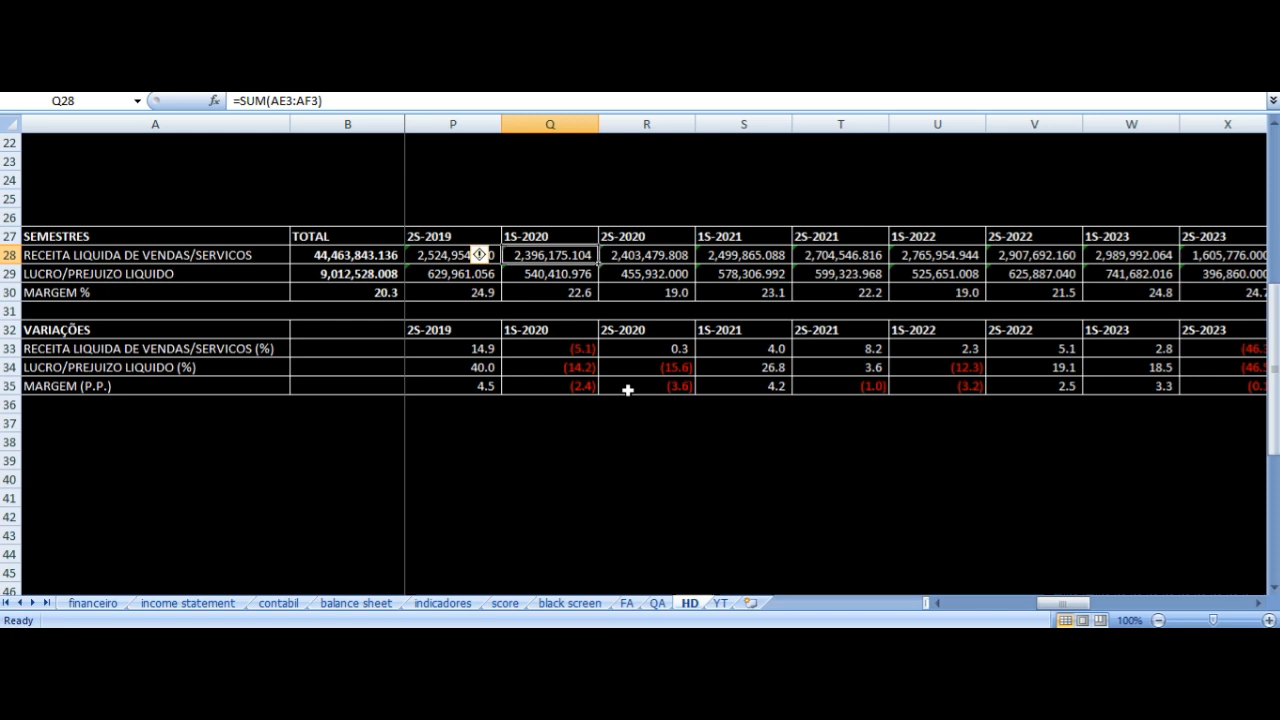 Q28 fx =SUM(AE3:AF3)
A B P Q R S T U V W X
22
23
24
25
26
27 SEMESTRES TOTAL 2S-2019 1S-2020 2S-2020 1S-2021 2S-2021 1S-2022 2S-2022 1S-2023 2S-2023
28 RECEITA LIQUIDA DE VENDAS/SERVICOS 44,463,843.136 2,524,954 0 2,396,175.104 2,403,479.808 2,499,865.088 2,704,546.816 2,765,954.944 2,907,692.160 2,989,992.064 1,605,776.000
29 LUCRO/PREJUIZO LIQUIDO 9,012,528.008 629,961.056 540,410.976 455,932.000 578,306.992 599,323.968 525,651.008 625,887.040 741,682.016 396,860.000
30 MARGEM % 20.3 24.9 22.6 19.0 23.1 22.2 19.0 21.5 24.8 24.7
31
32 VARIAÇÕES 2S-2019 1S-2020 2S-2020 1S-2021 2S-2021 1S-2022 2S-2022 1S-2023 2S-2023
33 RECEITA LIQUIDA DE VENDAS/SERVICOS (%) 14.9 (5.1) 0.3 4.0 8.2 2.3 5.1 2.8 (46.
34 LUCRO/PREJUIZO LIQUIDO (%) 40.0 (14.2) (15.6) 26.8 3.6 (12.3) 19.1 18.5 (46.
35 MARGEM (P.P.) 4.5 (2.4) (3.6) 4.2 (1.0) (3.2) 2.5 3.3 (0.
36
37
38
39
40
41
42
43
44
45
46
financeiro income statement contabil balance sheet indicadores score black screen FA QA HD YT
Ready 100%